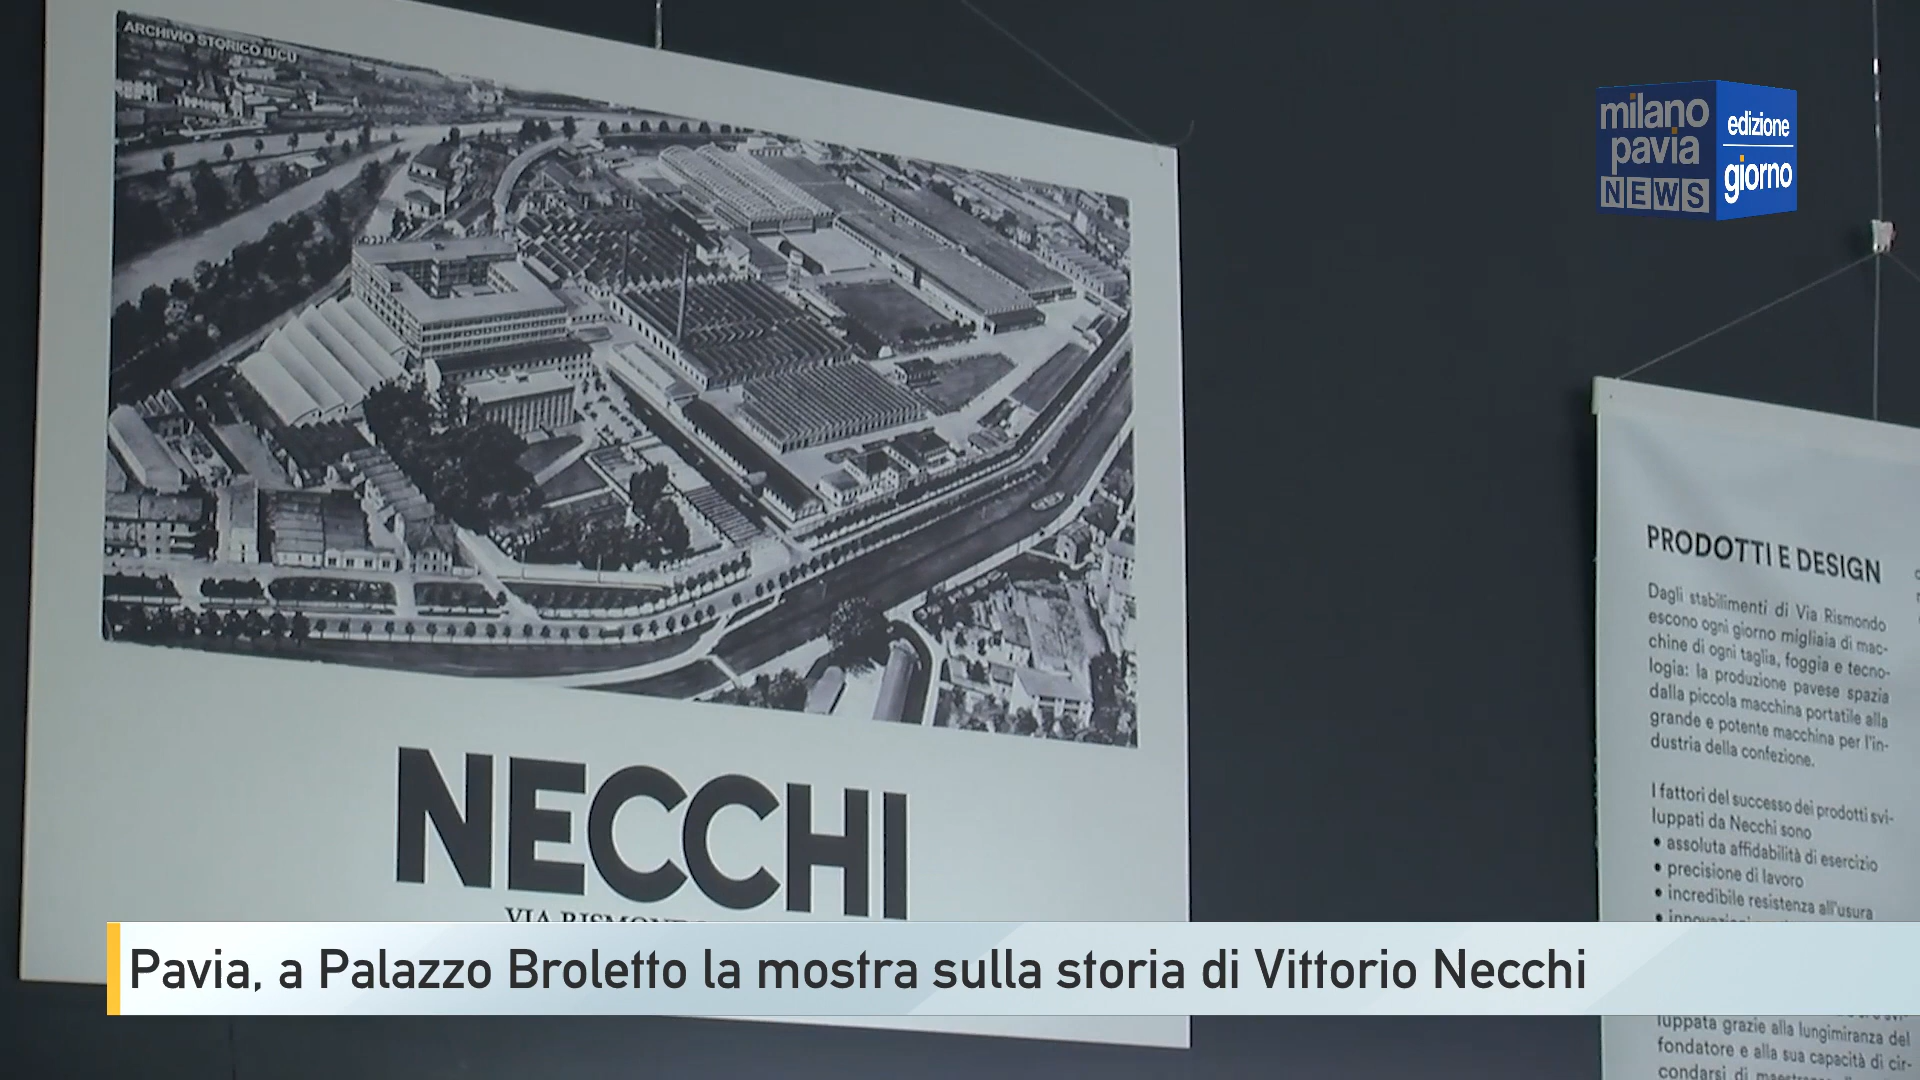 ARCHIVIO STORICO IUCU
milano
pavia
NEWS
edizione
giorno
NECCHI
VIA
PRODOTTI E DESIGN
Dagli stabilimenti di Via Rismondo
escono ogni giorno migliaia di mac-
chine di ogni taglia, foggia e tecno-
logia: la produzione pavese spazia
dalla piccola macchina portatile alla
grande e potente macchina per l'in-
dustria della confezione.
I fattori del successo dei prodotti svi-
luppati da Necchi sono
• assoluta affidabilità di esercizio
• precisione di lavoro
• incredibile resistenza all'usura
Pavia, a Palazzo Broletto la mostra sulla storia di Vittorio Necchi
luppata grazie alla lungimiranza del
fondatore e alla sua capacità di cir-
condarsi di